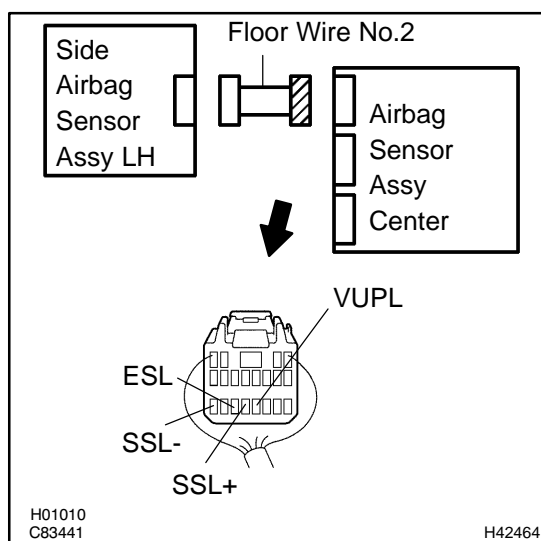 Floor Wire No.2
Side
Airbag
Sensor
Assy LH
Airbag
Sensor
Assy
Center
VUPL
ESL
SSL-
SSL+
H01010
C83441
H42464